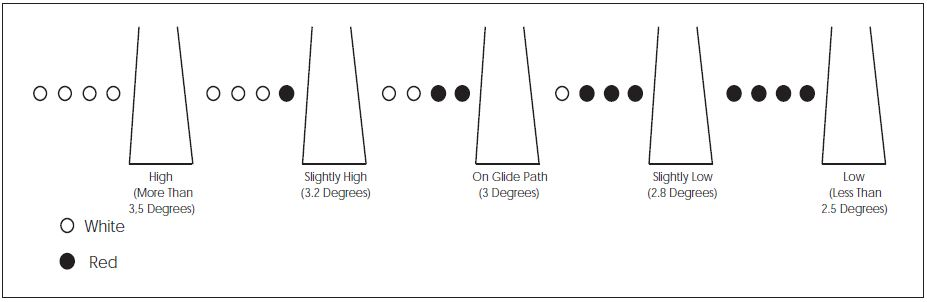 High
(More Than
3,5 Degrees)
Slightly High
(3.2 Degrees)
On Glide Path
(3 Degrees)
Slightly Low
(2.8 Degrees)
Low
(Less Than
2.5 Degrees)
White
Red